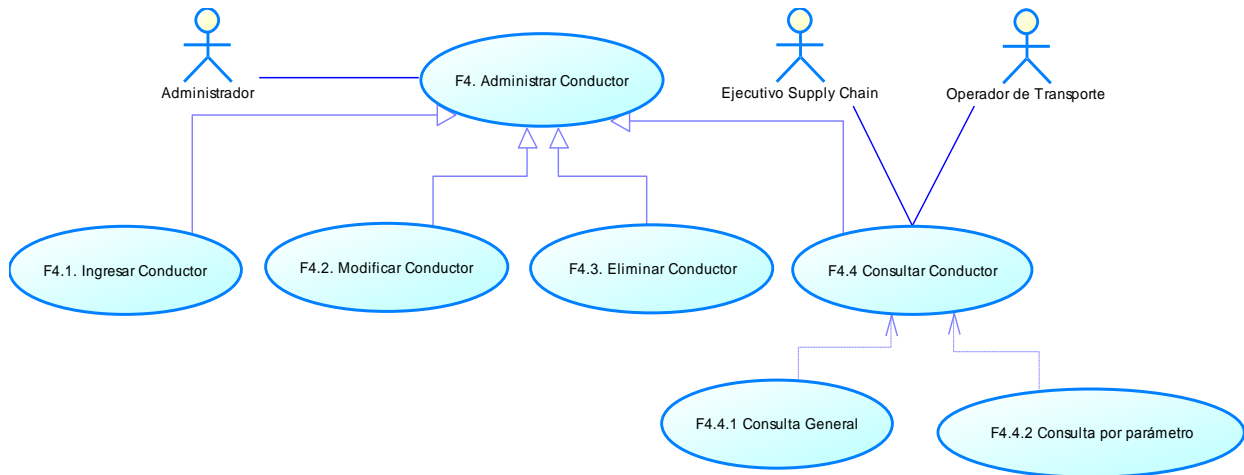 F4. Administrar Conductor
Administrador
Ejecutivo Supply Chain
Operador de Transporte
F4.1. Ingresar Conductor
F4.2. Modificar Conductor
F4.3. Eliminar Conductor
F4.4 Consultar Conductor
F4.4.1 Consulta General
F4.4.2 Consulta por parámetro